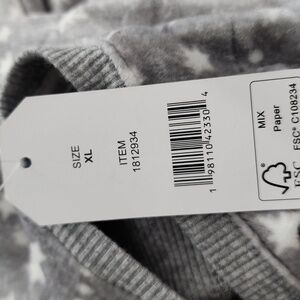 SIZE
XL
ITEM
1812934
1 98110 42330 4
MIX
Paper
FSC® C108234
FSC